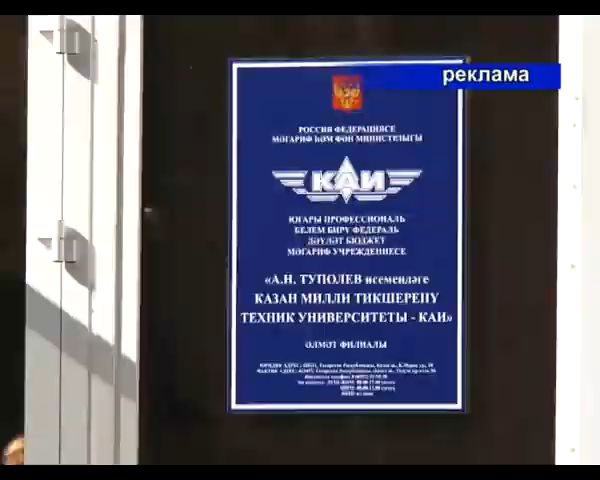 реклама
РОССИЯ ФЕДЕРАЦИЯСЕ
МӘГАРИФ ҺӘМ ФӘН МИНИСТРЛЫГЫ
КАИ
ЮГАРЫ ПРОФЕССИОНАЛЬ
БЕЛЕМ БИРҮ ФЕДЕРАЛЬ
ДӘҮЛӘТ БЮДЖЕТ
МӘГАРИФ УЧРЕЖДЕНИЕСЕ
«А.Н. ТУПОЛЕВ исемендәге
КАЗАН МИЛЛИ ТИКШЕРЕНҮ
ТЕХНИК УНИВЕРСИТЕТЫ - КАИ»
ӘЛМӘТ ФИЛИАЛЫ